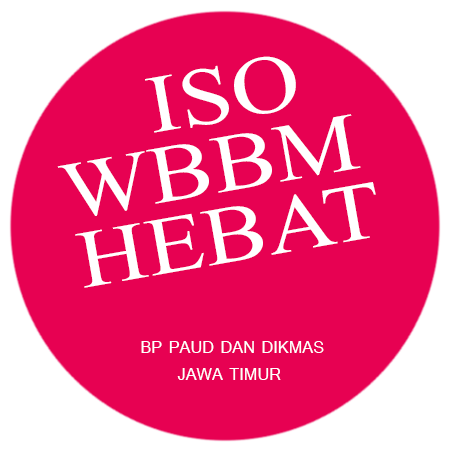 ISO
WBBM
HEBAT
BP PAUD DAN DIKMAS
JAWA TIMUR